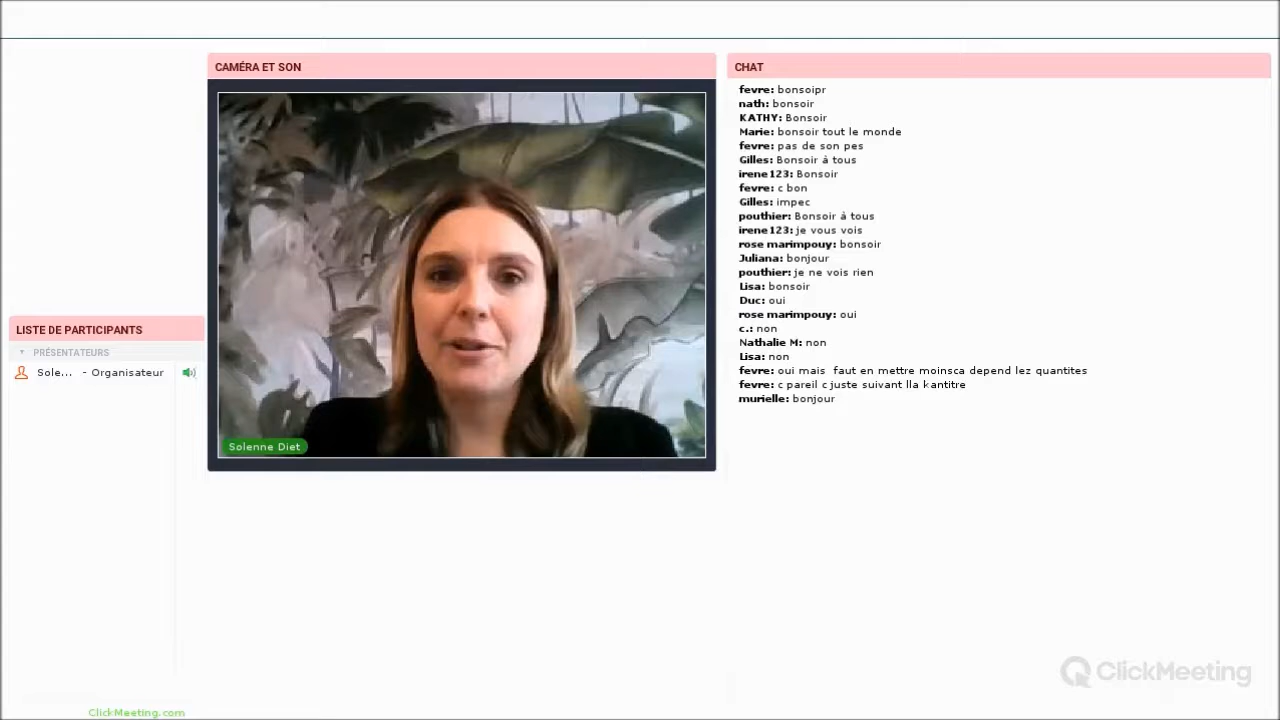 CAMÉRA ET SON
CHAT
fevre: bonsoipr
nath: bonsoir
KATHY: Bonsoir
Marie: bonsoir tout le monde
fevre: pas de son pes
Gilles: Bonsoir à tous
irene123: Bonsoir
fevre: c bon
Gilles: impec
pouthier: Bonsoir à tous
irene123: je vous vois
rose marimpouy: bonsoir
Juliana: bonjour
pouthier: je ne vois rien
Lisa: bonsoir
Duc: oui
rose marimpouy: oui
c.: non
Nathalie M: non
Lisa: non
fevre: oui mais faut en mettre moinsca depend lez quantites
fevre: c pareil c juste suivant lla kantitre
murielle: bonjour
LISTE DE PARTICIPANTS
PRÉSENTATEURS
Sole... - Organisateur
Solenne Diet
ClickMeeting
ClickMeeting.com